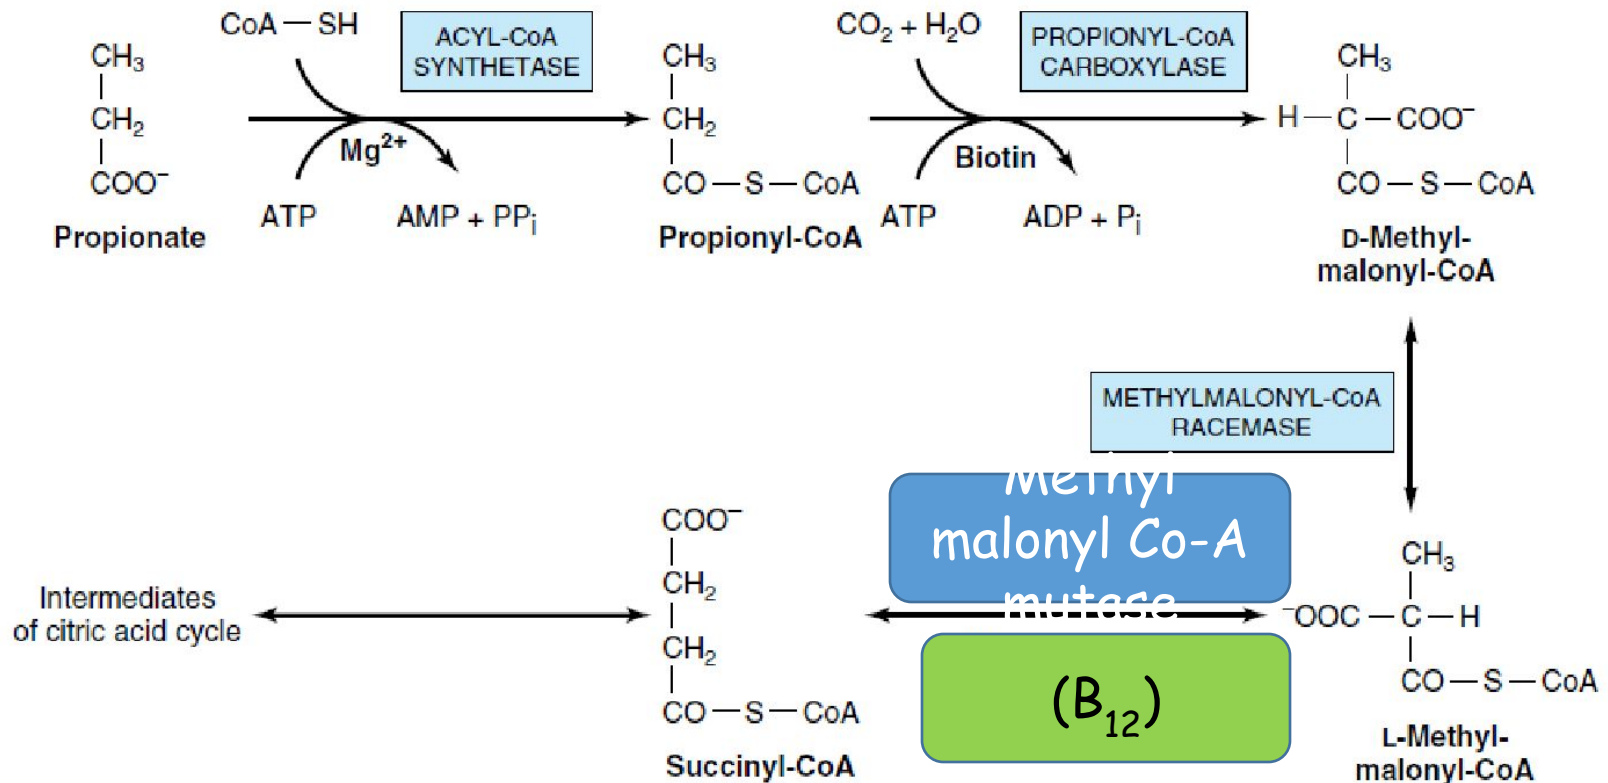 CoA — SH
ACYL-CoA
SYNTHETASE
CO₂ + H₂O
PROPIONYL-CoA
CARBOXYLASE
CH₃
CH₂
COO⁻
Propionate
Mg²⁺
ATP
AMP + PPᵢ
CH₃
CH₂
CO — S — CoA
Propionyl-CoA
Biotin
ATP
ADP + Pᵢ
CH₃
H — C — COO⁻
CO — S — CoA
D-Methyl-
malonyl-CoA
METHYLMALONYL-CoA
RACEMASE
Methyl
malonyl Co-A
mutase
(B₁₂)
CH₃
⁻OOC — C — H
CO — S — CoA
L-Methyl-
malonyl-CoA
COO⁻
CH₂
CH₂
CO — S — CoA
Succinyl-CoA
Intermediates
of citric acid cycle